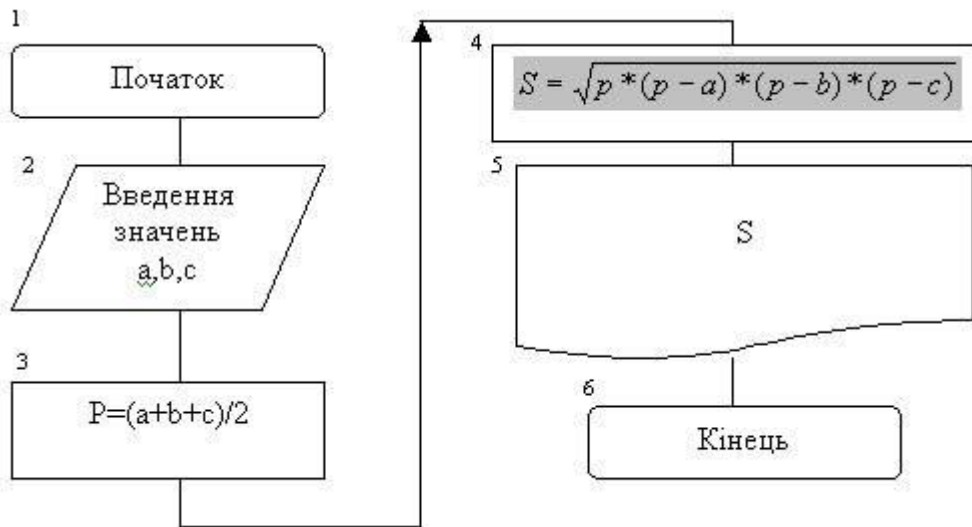 1
Початок
2
Введення
значень
a,b,c
3
P=(a+b+c)/2
4
S = √p*(p-a)*(p-b)*(p-c)
5
S
6
Кінець